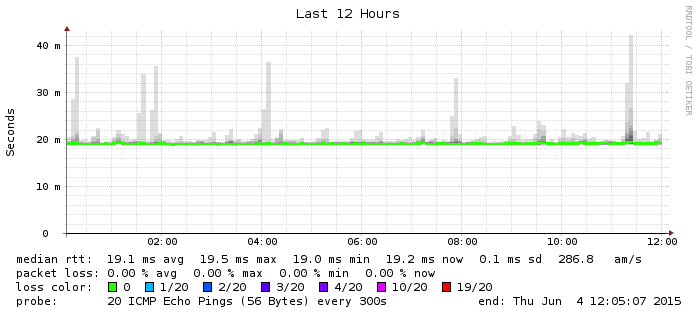 Last 12 Hours
RRDTOOL / TOBI OETIKER
Seconds
40 m
30 m
20 m
10 m
0
02:00 04:00 06:00 08:00 10:00 12:00
median rtt: 19.1 ms avg 19.5 ms max 19.0 ms min 19.2 ms now 0.1 ms sd 286.8 am/s
packet loss: 0.00 % avg 0.00 % max 0.00 % min 0.00 % now
loss color: 0 1/20 2/20 3/20 4/20 10/20 19/20
probe: 20 ICMP Echo Pings (56 Bytes) every 300s end: Thu Jun 4 12:05:07 2015